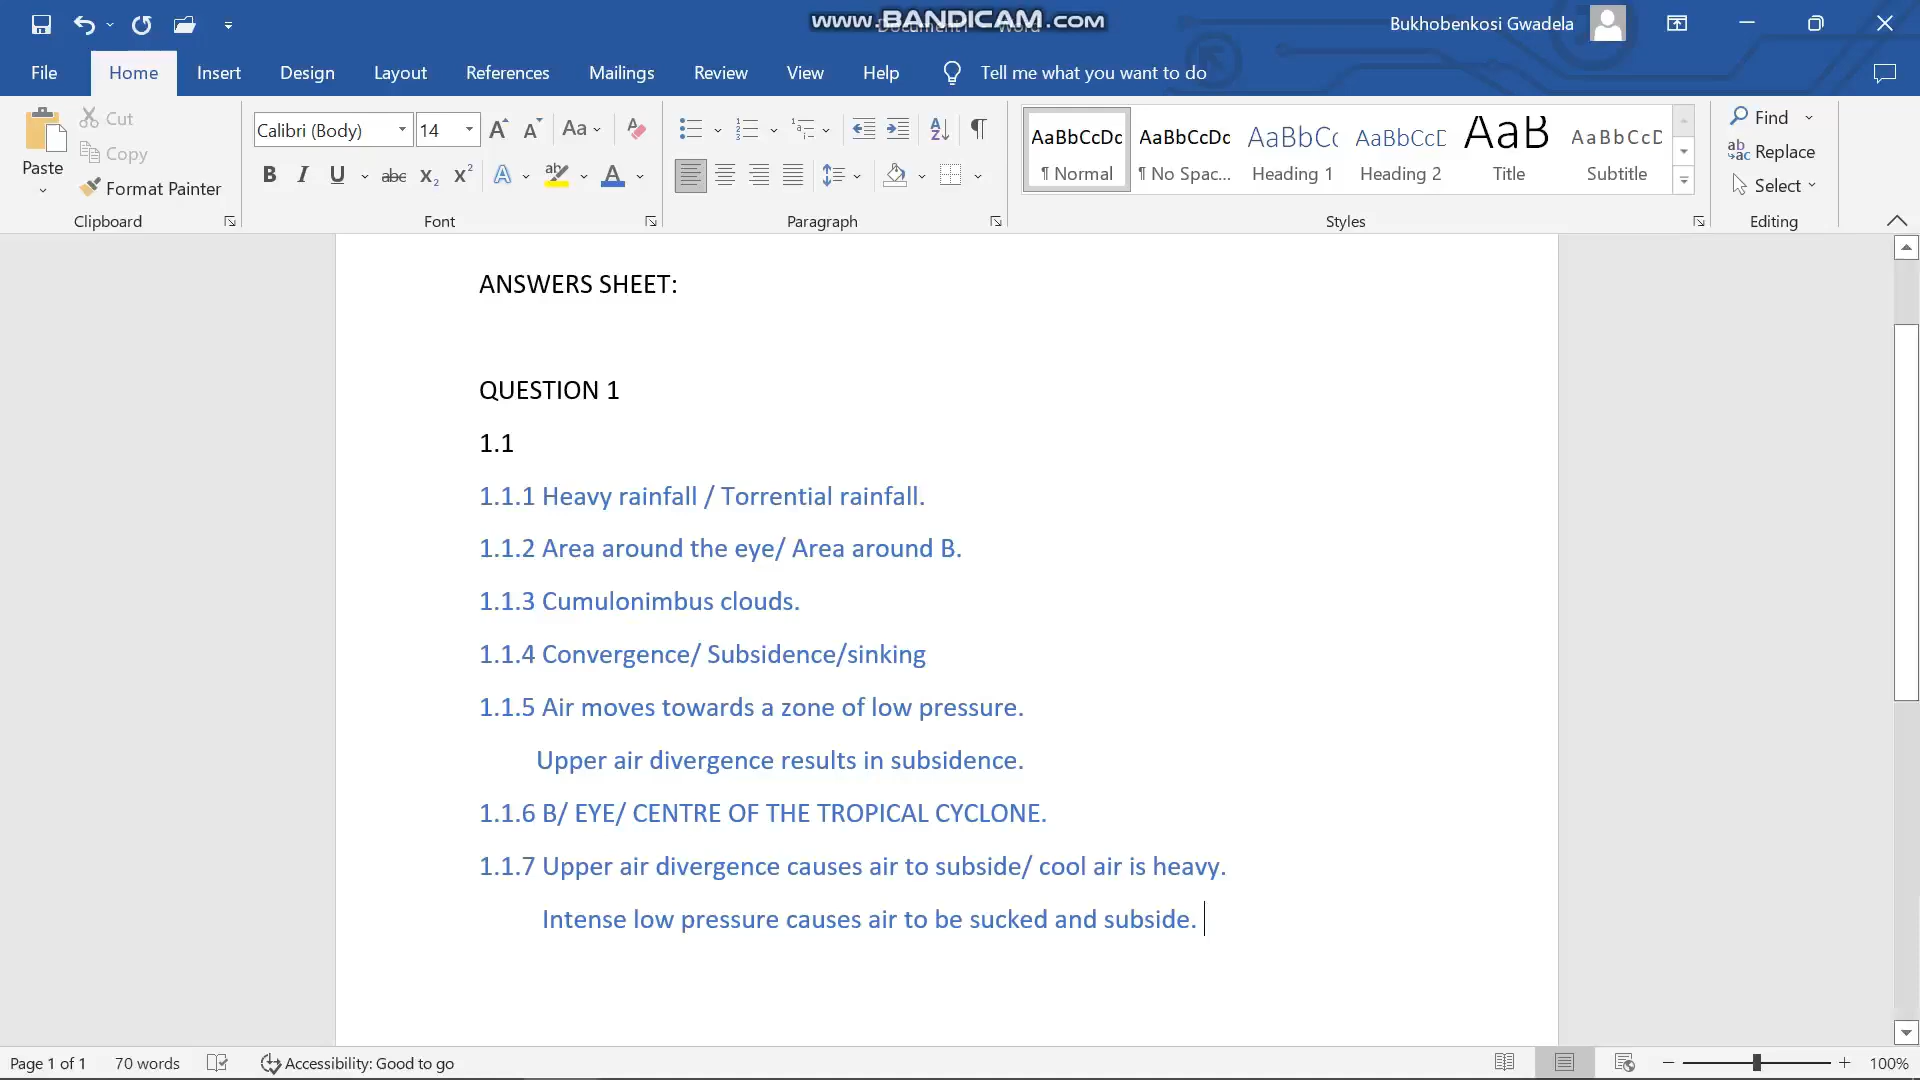 www.BANDICAM.com
Bukhobenkosi Gwadela
File Home Insert Design Layout References Mailings Review View Help Tell me what you want to do
Paste
Cut
Copy
Format Painter
Clipboard
Calibri (Body) 14
Font
Paragraph
AaBbCcDc AaBbCcDc AaBbC AaBbCcD AaB AaBbCcD
¶ Normal ¶ No Spac... Heading 1 Heading 2 Title Subtitle
Styles
Find
Replace
Select
Editing
ANSWERS SHEET:
QUESTION 1
1.1
1.1.1 Heavy rainfall / Torrential rainfall.
1.1.2 Area around the eye/ Area around B.
1.1.3 Cumulonimbus clouds.
1.1.4 Convergence/ Subsidence/sinking
1.1.5 Air moves towards a zone of low pressure.
Upper air divergence results in subsidence.
1.1.6 B/ EYE/ CENTRE OF THE TROPICAL CYCLONE.
1.1.7 Upper air divergence causes air to subside/ cool air is heavy.
Intense low pressure causes air to be sucked and subside.
Page 1 of 1 70 words Accessibility: Good to go 100%